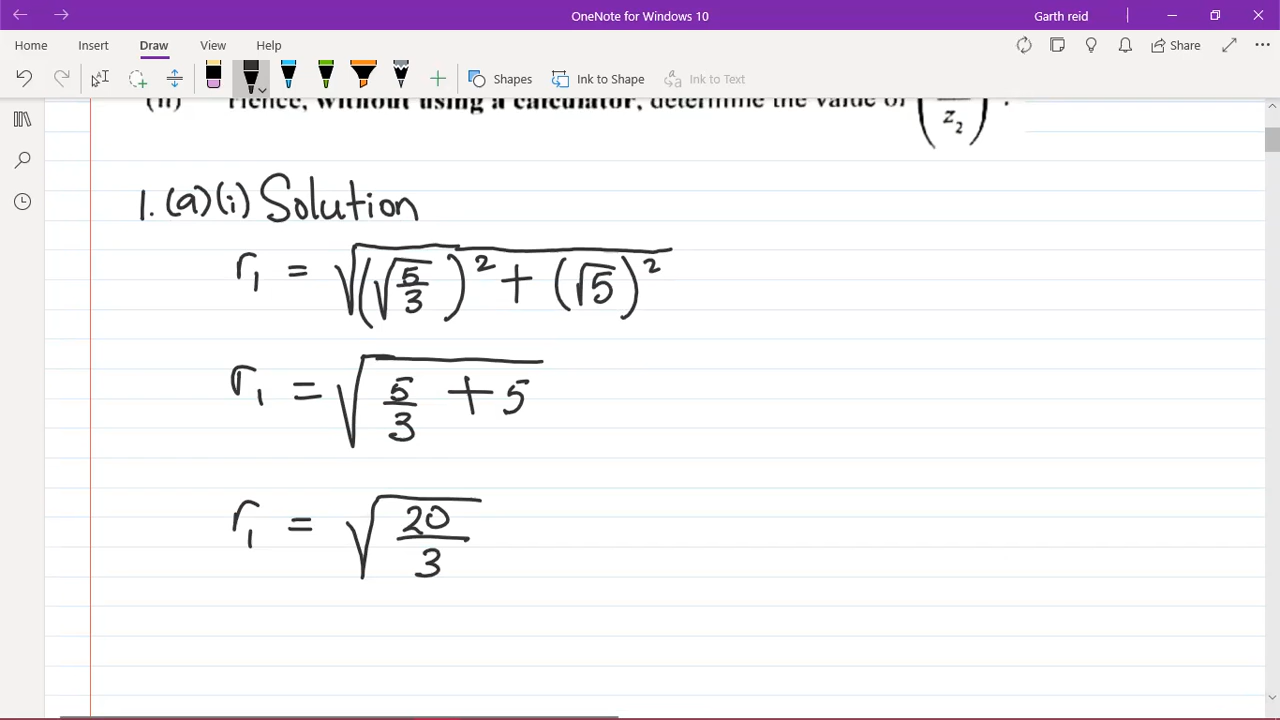 OneNote for Windows 10
Garth reid
Home Insert Draw View Help
Share
Shapes Ink to Shape Ink to Text
(ii) Hence, without using a calculator, determine the value of ( / z₂) .
1. (a)(i) Solution
r₁ = √((√(5/3))² + (√5)²)
r₁ = √(5/3 + 5)
r₁ = √(20/3)